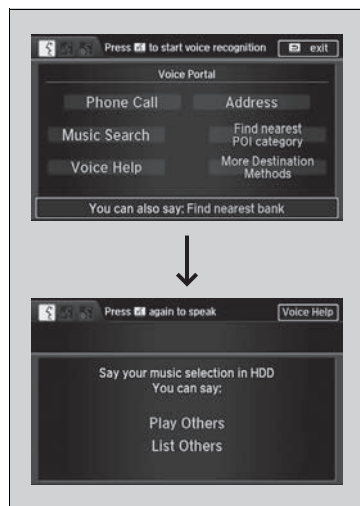 Press to start voice recognition
exit
Voice Portal
Phone Call
Address
Music Search
Find nearest
POI category
Voice Help
More Destination
Methods
You can also say: Find nearest bank
Press again to speak
Voice Help
Say your music selection in HDD
You can say:
Play Others
List Others